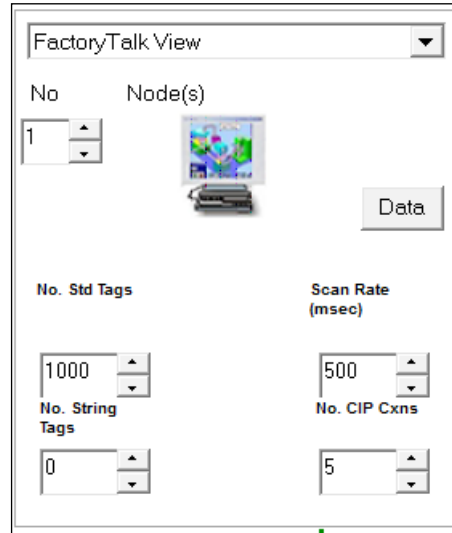 FactoryTalk View
No Node(s)
1
Data
No. Std Tags
Scan Rate
(msec)
1000
500
No. String
Tags
No. CIP Cxns
0
5